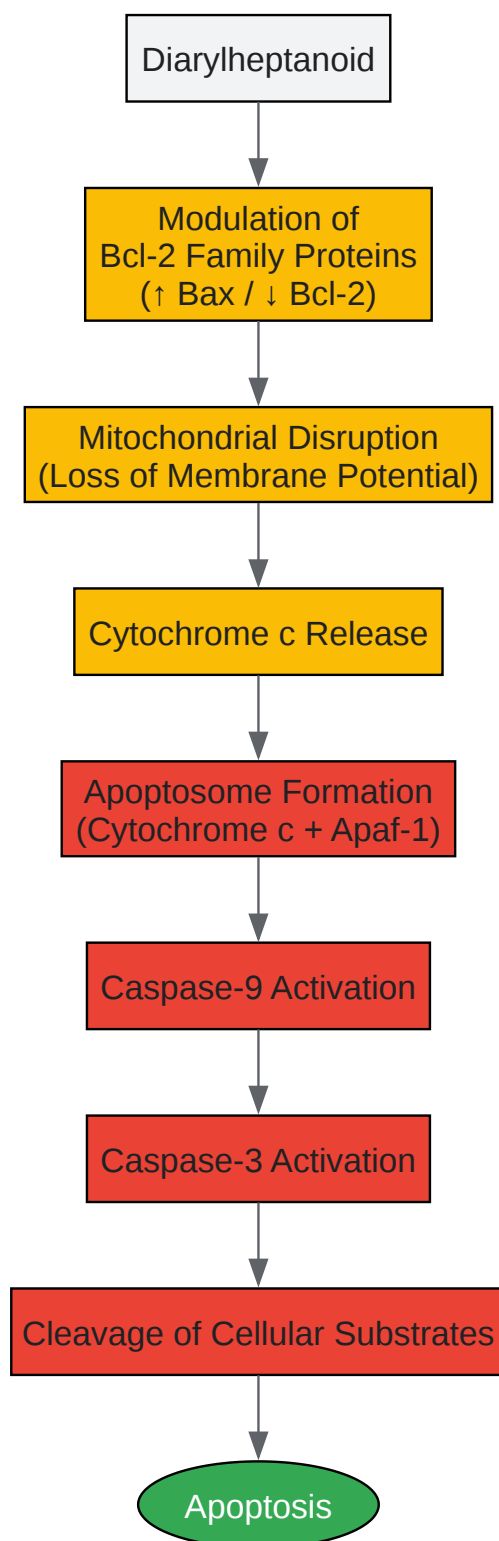 Diarylheptanoid
Modulation of
Bcl-2 Family Proteins
(↑ Bax / ↓ Bcl-2)
Mitochondrial Disruption
(Loss of Membrane Potential)
Cytochrome c Release
Apoptosome Formation
(Cytochrome c + Apaf-1)
Caspase-9 Activation
Caspase-3 Activation
Cleavage of Cellular Substrates
Apoptosis